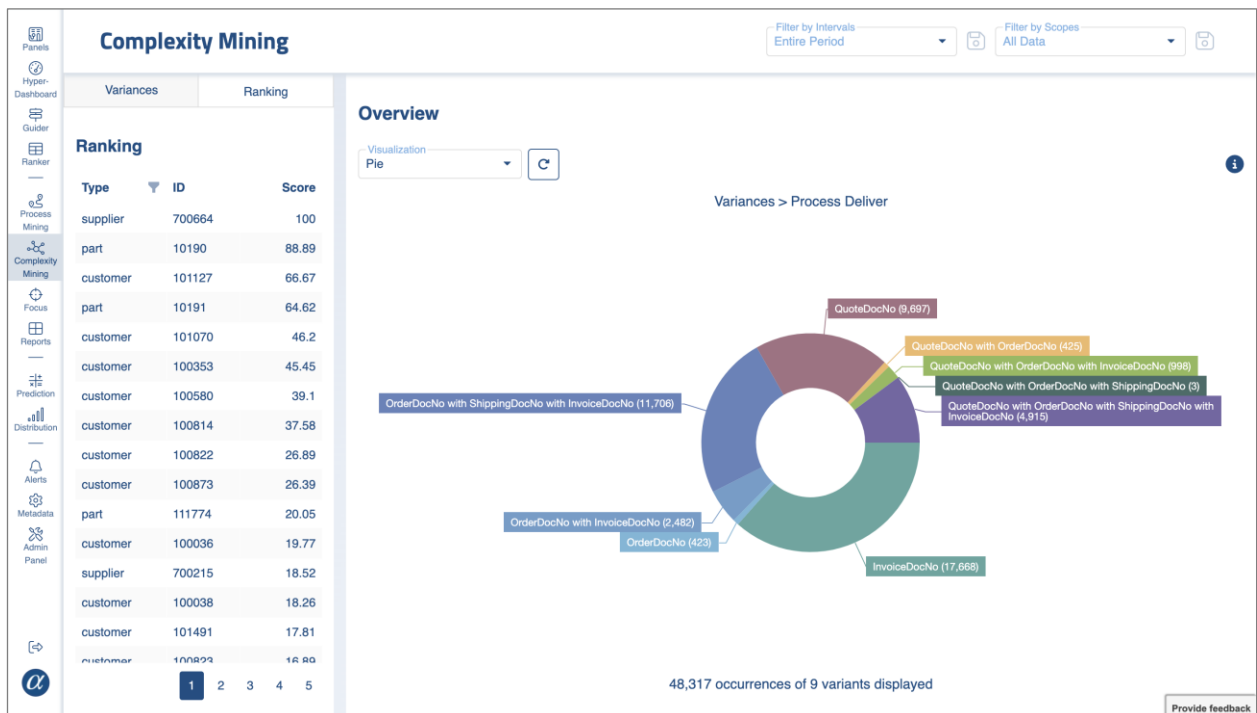 Complexity Mining
Filter by Intervals
Entire Period
Filter by Scopes
All Data
Panels
Hyper-
Dashboard
Guider
Ranker
Process
Mining
Complexity
Mining
Focus
Reports
Prediction
Distribution
Alerts
Metadata
Admin
Panel
α
Variances
Ranking
Ranking
Type ID Score
supplier 700664 100
part 10190 88.89
customer 101127 66.67
part 10191 64.62
customer 101070 46.2
customer 100353 45.45
customer 100580 39.1
customer 100814 37.58
customer 100822 26.89
customer 100873 26.39
part 111774 20.05
customer 100036 19.77
supplier 700215 18.52
customer 100038 18.26
customer 101491 17.81
customer 100823 16.89
1 2 3 4 5
Overview
Visualization
Pie
i
Variances > Process Deliver
QuoteDocNo (9,697)
QuoteDocNo with OrderDocNo (425)
QuoteDocNo with OrderDocNo with InvoiceDocNo (998)
QuoteDocNo with OrderDocNo with ShippingDocNo (3)
QuoteDocNo with OrderDocNo with ShippingDocNo with
InvoiceDocNo (4,915)
OrderDocNo with ShippingDocNo with InvoiceDocNo (11,706)
OrderDocNo with InvoiceDocNo (2,482)
OrderDocNo (423)
InvoiceDocNo (17,668)
48,317 occurrences of 9 variants displayed
Provide feedback